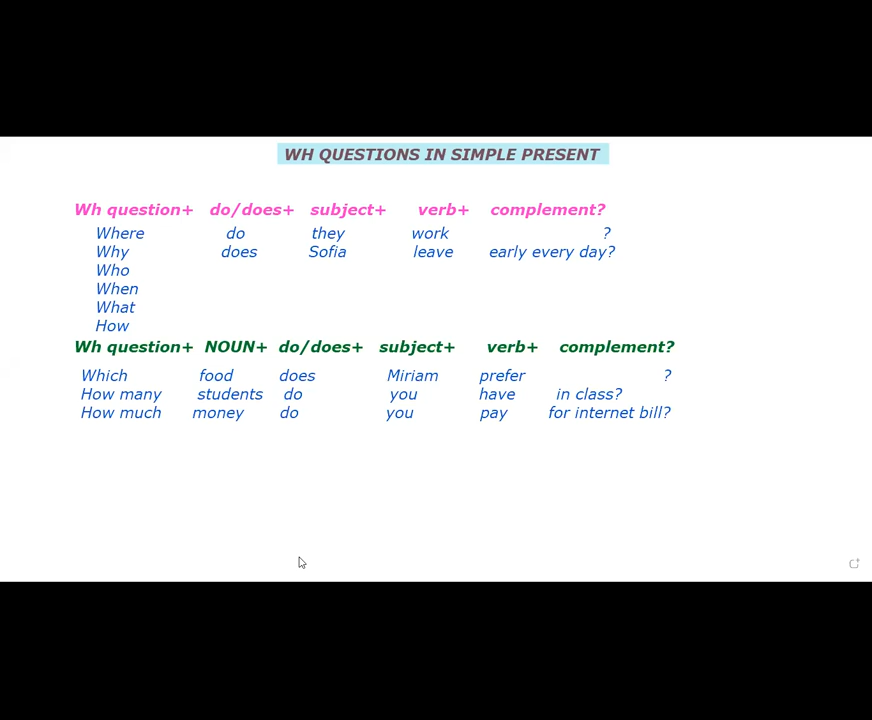 WH QUESTIONS IN SIMPLE PRESENT
Wh question+ do/does+ subject+ verb+ complement?
Where do they work ?
Why does Sofia leave early every day?
Who
When
What
How
Wh question+ NOUN+ do/does+ subject+ verb+ complement?
Which food does Miriam prefer ?
How many students do you have in class?
How much money do you pay for internet bill?